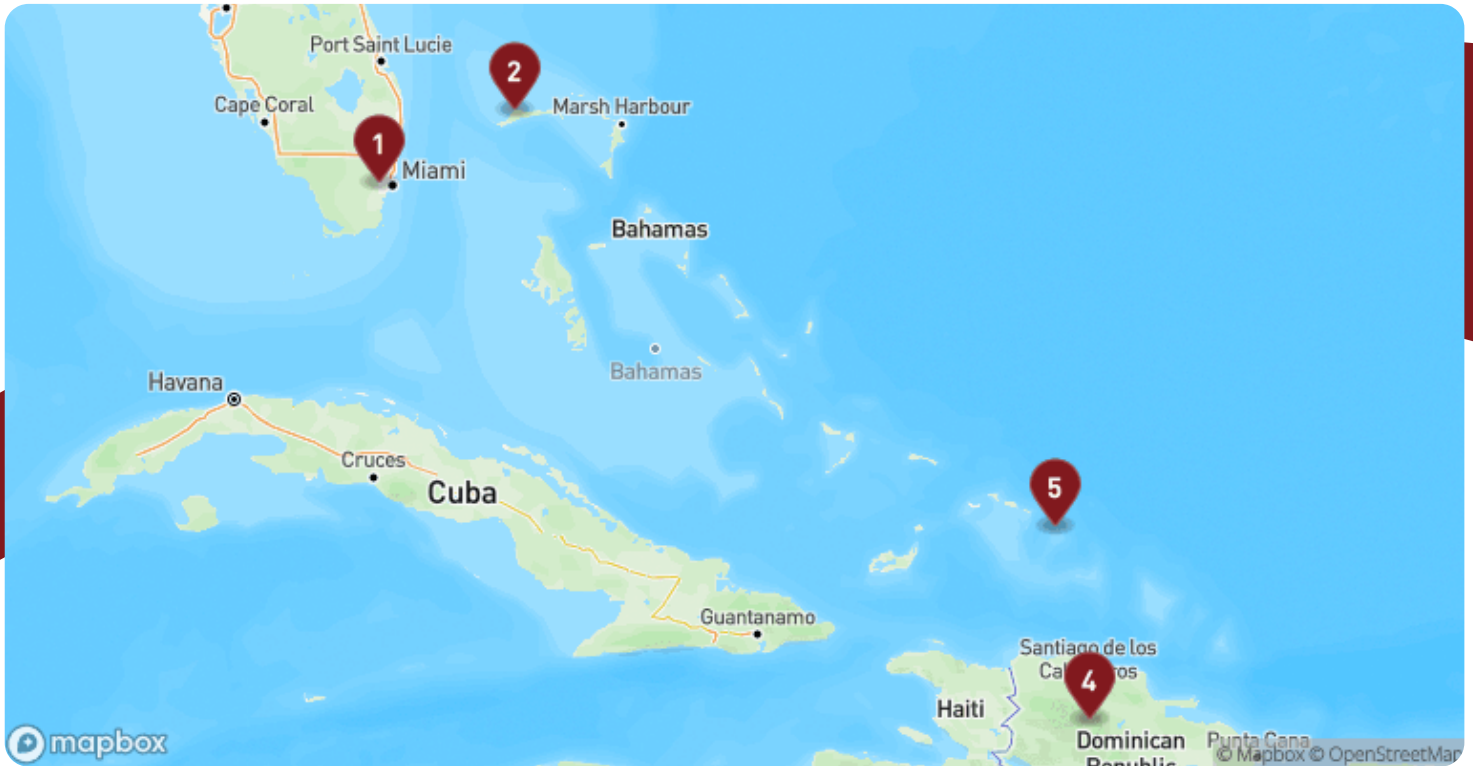 Port Saint Lucie
2
Cape Coral
Marsh Harbour
1
Miami
Bahamas
Bahamas
Havana
Cruces
Cuba
5
Guantanamo
Santiago de los
4
Haiti
Dominican
Republic
Punta Cana
mapbox
© Mapbox © OpenStreetMap